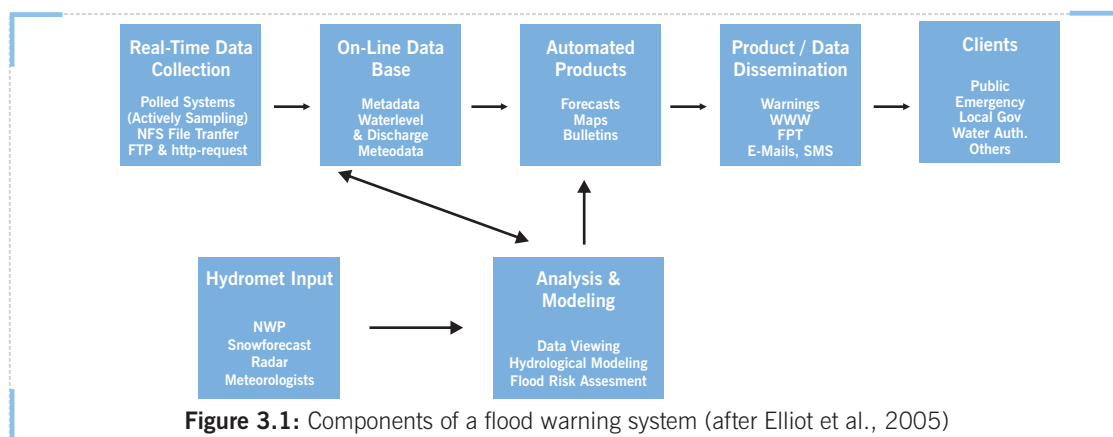 Real-Time Data
Collection
Polled Systems
(Actively Sampling)
NFS File Tranfer
FTP & http-request
On-Line Data
Base
Metadata
Waterlevel
& Discharge
Meteodata
Automated
Products
Forecasts
Maps
Bulletins
Product / Data
Dissemination
Warnings
WWW
FPT
E-Mails, SMS
Clients
Public
Emergency
Local Gov
Water Auth.
Others
Hydromet Input
NWP
Snowforecast
Radar
Meteorologists
Analysis &
Modeling
Data Viewing
Hydrological Modeling
Flood Risk Assesment
Figure 3.1: Components of a flood warning system (after Elliot et al., 2005)